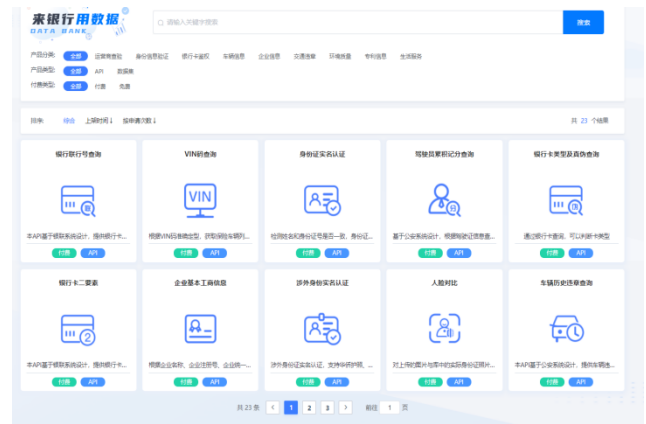 来银行用数据
DATA BANK
请输入关键字搜索
搜索
产品分类: 全部 运营商查验 身份信息验证 银行卡鉴权 车辆信息 企业信息 交通违章 环境质量 专利信息 生活服务
产品类型: 全部 API 数据集
付费类型: 全部 付费 免费
排序: 综合 上架时间↓ 按申请次数↓ 共 23 个结果
银行联行号查询 VIN码查询 身份证实名认证 驾驶员累积记分查询 银行卡类型及真伪查询
VIN
本API基于银联系统设计、提供银行卡... 根据VIN码准确定型、获取保险车辆列... 检测姓名和身份证号是否一致、身份证... 基于公安系统设计、根据驾驶证信息查... 通过银行卡查询、可以判断卡类型
付费 API 付费 API 付费 API 付费 API 付费 API
银行卡二要素 企业基本工商信息 涉外身份实名认证 人脸对比 车辆历史违章查询
2
本API基于银联系统设计、提供银行卡... 根据企业名称、企业注册号、企业统一... 涉外身份证实名认证、支持中听护照、... 对上传的图片与库中的实际身份证照片... 本API基于公安系统设计、提供车辆违...
付费 API 付费 API 付费 API 付费 API 付费 API
共 23 条 < 1 2 3 > 前往 1 页